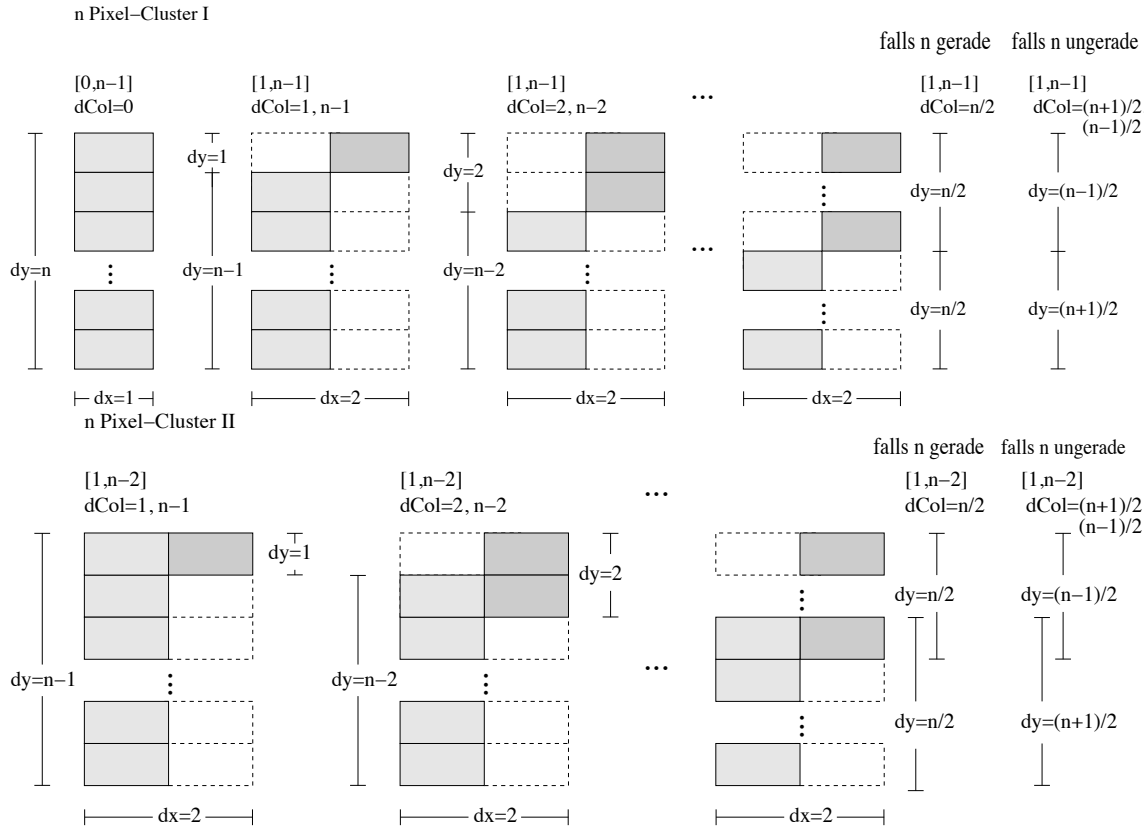 n Pixel–Cluster I
falls n gerade falls n ungerade
[0,n−1] [1,n−1] [1,n−1] ... [1,n−1] [1,n−1]
dCol=0 dCol=1, n−1 dCol=2, n−2 dCol=n/2 dCol=(n+1)/2
(n−1)/2
dy=1 dy=2
dy=n/2 dy=(n−1)/2
...
dy=n dy=n−1 dy=n−2
dy=n/2 dy=(n+1)/2
dx=1 dx=2 dx=2 dx=2
n Pixel–Cluster II
falls n gerade falls n ungerade
[1,n−2] [1,n−2] ... [1,n−2] [1,n−2]
dCol=1, n−1 dCol=2, n−2 dCol=n/2 dCol=(n+1)/2
(n−1)/2
dy=1 dy=2
dy=n/2 dy=(n−1)/2
...
dy=n−1 dy=n−2
dy=n/2 dy=(n+1)/2
dx=2 dx=2 dx=2